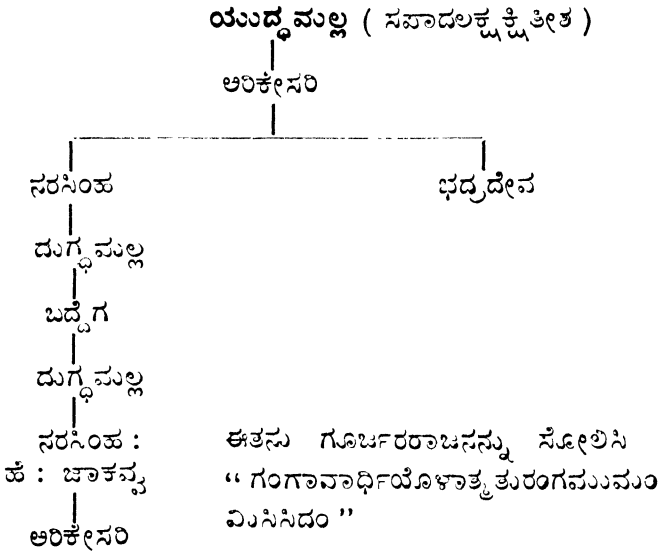 ಯುದ್ಧಮಲ್ಲ ( ಸಪಾದಲಕ್ಷಕ್ಷಿತೀಶ )
ಅರಿಕೇಸರಿ
ನರಸಿಂಹ ಭದ್ರದೇವ
ದುಗ್ಧಮಲ್ಲ
ಬದ್ದೆಗ
ದುಗ್ಧಮಲ್ಲ
ನರಸಿಂಹ : ಈತನು ಗೂರ್ಜರರಾಜನನ್ನು ಸೋಲಿಸಿ
ಹೆ : ಜಾಕವ್ವ “ ಗಂಗಾವಾರ್ಧಿಯೊಳಾತ್ಮತುರಂಗಮುಮಂ
ಮಿಸಿಸಿದಂ ”
ಅರಿಕೇಸರಿ